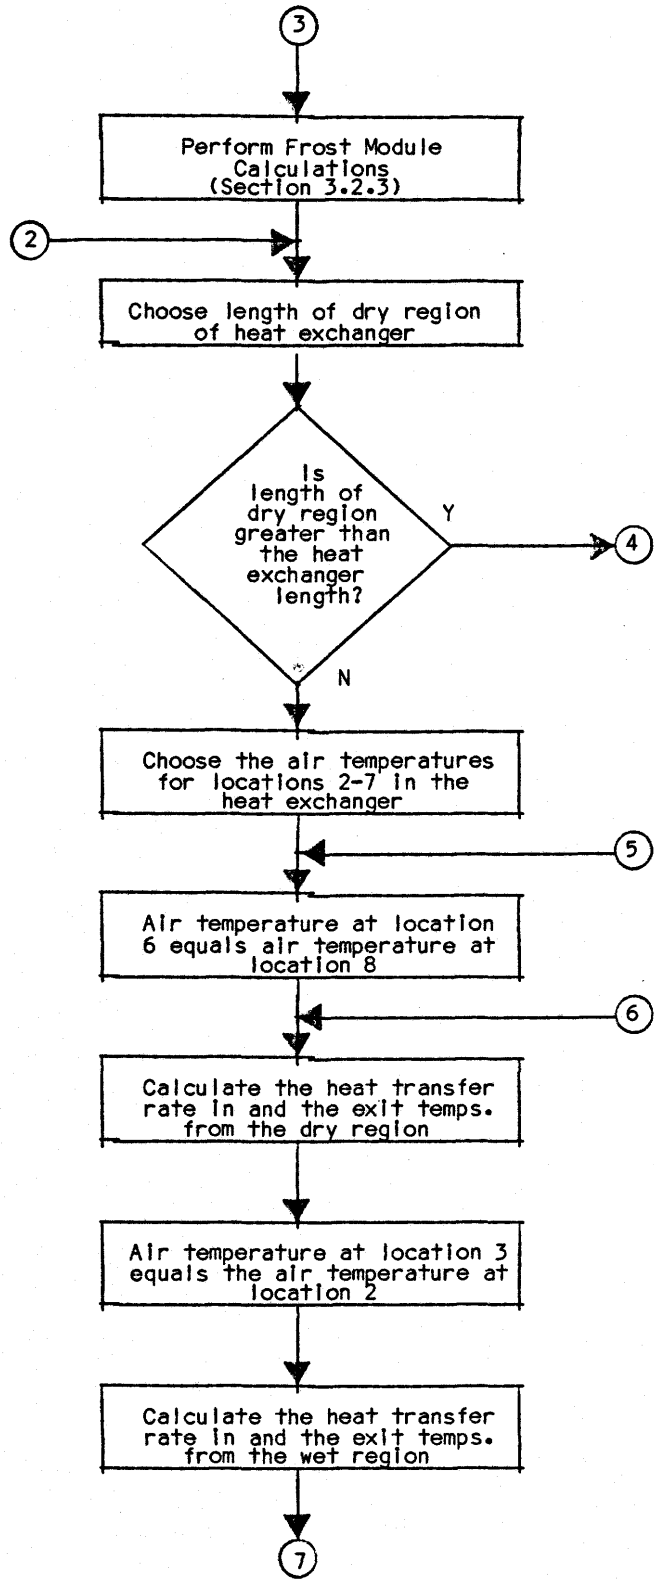 3
Perform Frost Module
Calculations
(Section 3.2.3)
2
Choose length of dry region
of heat exchanger
Is
length of
dry region
greater than
the heat
exchanger
length?
Y
4
N
Choose the air temperatures
for locations 2-7 in the
heat exchanger
5
Air temperature at location
6 equals air temperature at
location 8
6
Calculate the heat transfer
rate in and the exit temps.
from the dry region
Air temperature at location 3
equals the air temperature at
location 2
Calculate the heat transfer
rate in and the exit temps.
from the wet region
7